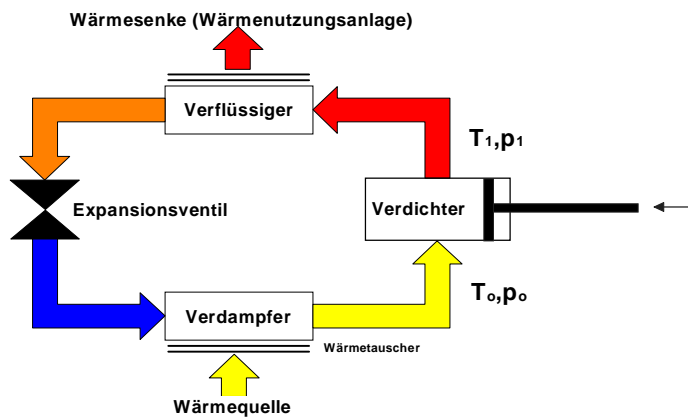 Wärmesenke (Wärmenutzungsanlage)
Verflüssiger
T₁,p₁
Expansionsventil
Verdichter
Tₒ,pₒ
Verdampfer
Wärmetauscher
Wärmequelle